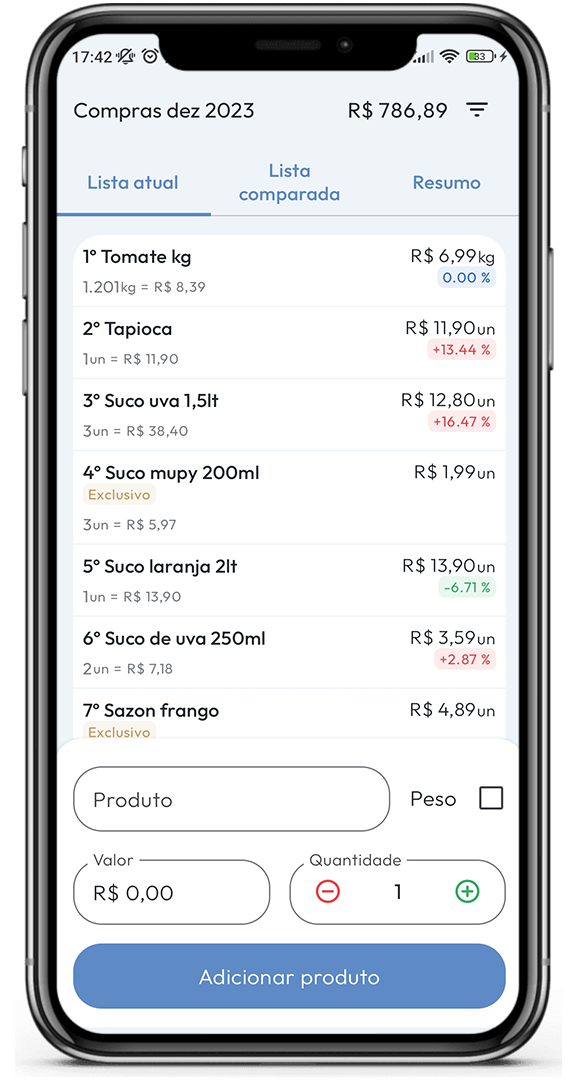 17:42
33
Compras dez 2023 R$ 786,89
Lista atual
Lista
comparada
Resumo
1º Tomate kg R$ 6,99kg
0.00 %
1.201kg = R$ 8,39
2º Tapioca R$ 11,90un
+13.44 %
1un = R$ 11,90
3º Suco uva 1,5lt R$ 12,80un
+16.47 %
3un = R$ 38,40
4º Suco mupy 200ml R$ 1,99un
Exclusivo
3un = R$ 5,97
5º Suco laranja 2lt R$ 13,90un
-6.71 %
1un = R$ 13,90
6º Suco de uva 250ml R$ 3,59un
+2.87 %
2un = R$ 7,18
7º Sazon frango R$ 4,89un
Exclusivo
Produto Peso
Valor Quantidade
R$ 0,00 1
Adicionar produto